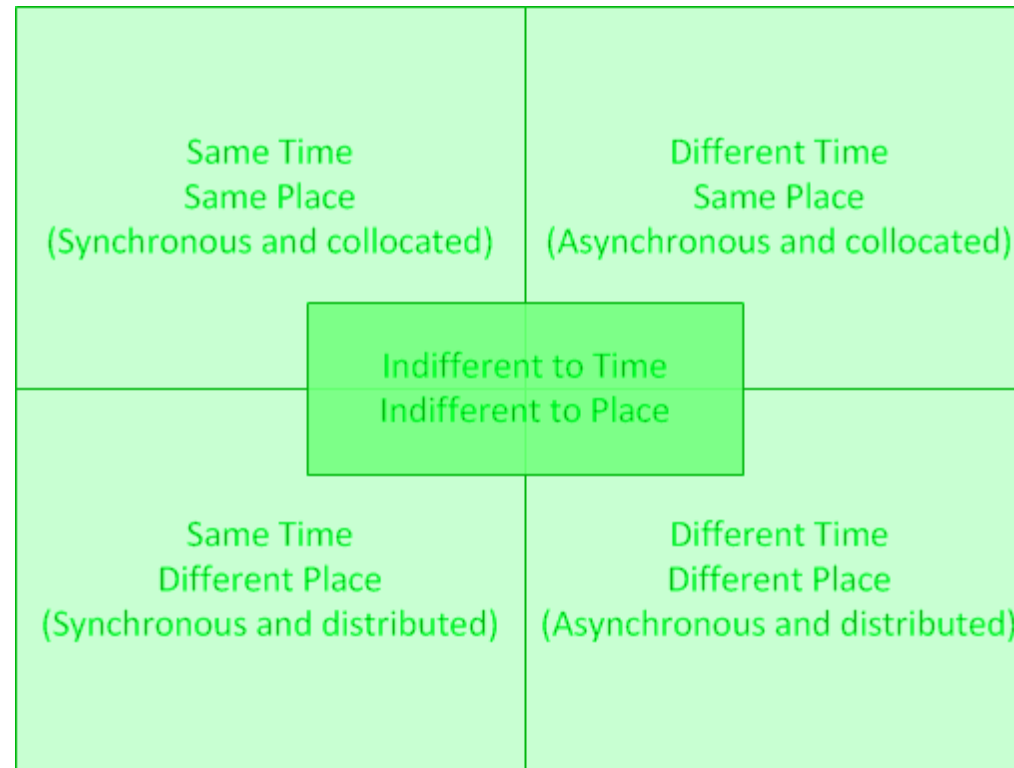 Same Time
Same Place
(Synchronous and collocated)
Different Time
Same Place
(Asynchronous and collocated)
Indifferent to Time
Indifferent to Place
Same Time
Different Place
(Synchronous and distributed)
Different Time
Different Place
(Asynchronous and distributed)